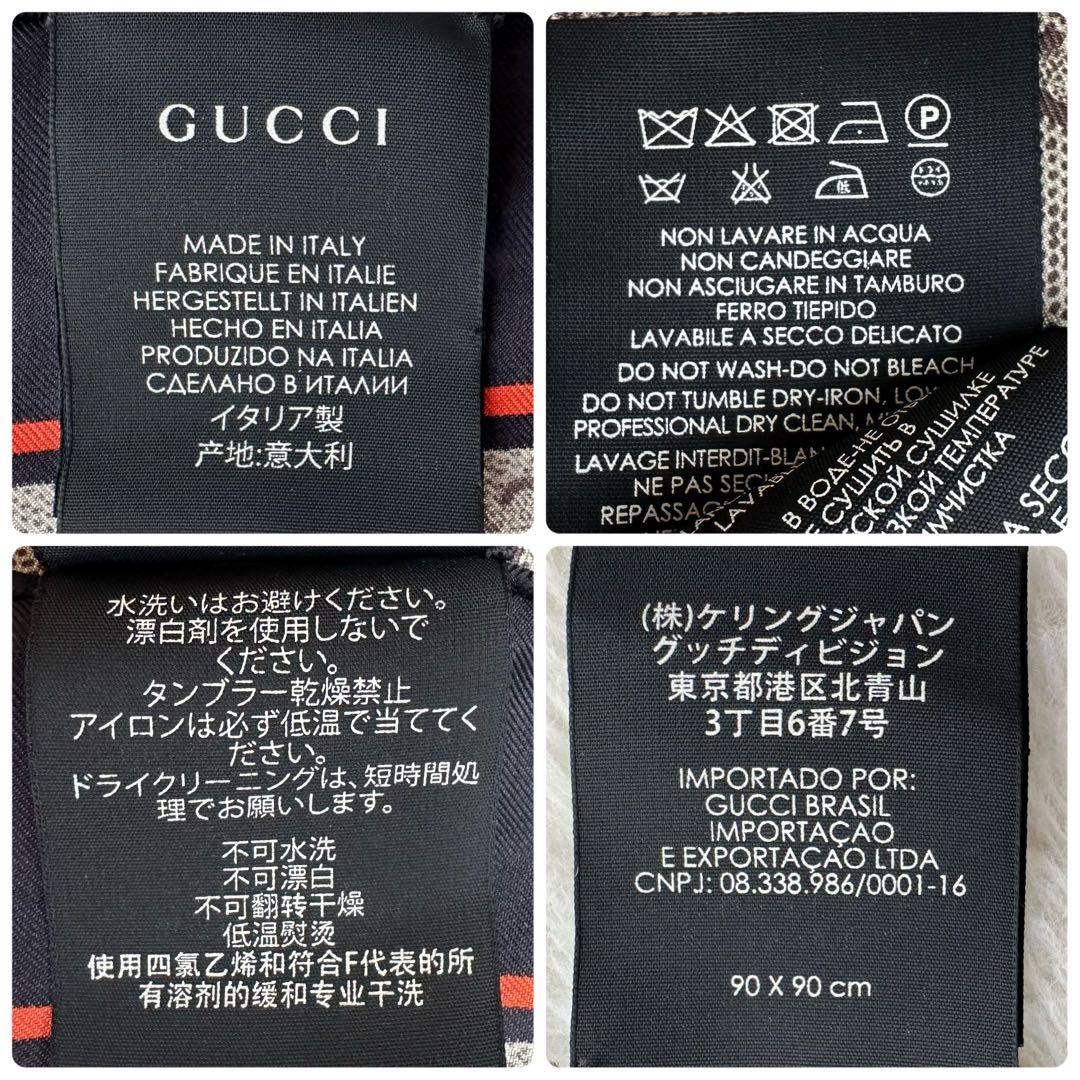 GUCCI
MADE IN ITALY
FABRIQUE EN ITALIE
HERGESTELLT IN ITALIEN
HECHO EN ITALIA
PRODUZIDO NA ITALIA
СДЕЛАНО В ИТАЛИИ
イタリア製
产地:意大利
P
低
NON LAVARE IN ACQUA
NON CANDEGGIARE
NON ASCIUGARE IN TAMBURO
FERRO TIEPIDO
LAVABILE A SECCO DELICATO
DO NOT WASH-DO NOT BLEACH
DO NOT TUMBLE DRY-IRON,
PROFESSIONAL DRY CLEAN,
LAVAGE INTERDIT-
NE PAS
В ВОДЕ-НЕ
СУШИТЬ В
СУШИЛКЕ
ТЕМПЕРАТУРЕ
水洗いはお避けください。
漂白剤を使用しないで
ください。
タンブラー乾燥禁止
アイロンは必ず低温で当ててく
ださい。
ドライクリーニングは、短時間処
理でお願いします。
不可水洗
不可漂白
不可翻转干燥
低温熨烫
使用四氯乙烯和符合F代表的所
有溶剂的缓和专业干洗
(株)ケリングジャパン
グッチディビジョン
東京都港区北青山
3丁目6番7号
IMPORTADO POR:
GUCCI BRASIL
IMPORTAÇAO
E EXPORTAÇAO LTDA
CNPJ: 08.338.986/0001-16
90 X 90 cm